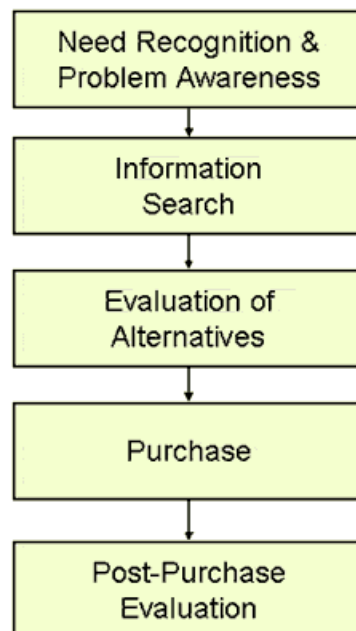 Need Recognition &
Problem Awareness
Information
Search
Evaluation of
Alternatives
Purchase
Post-Purchase
Evaluation